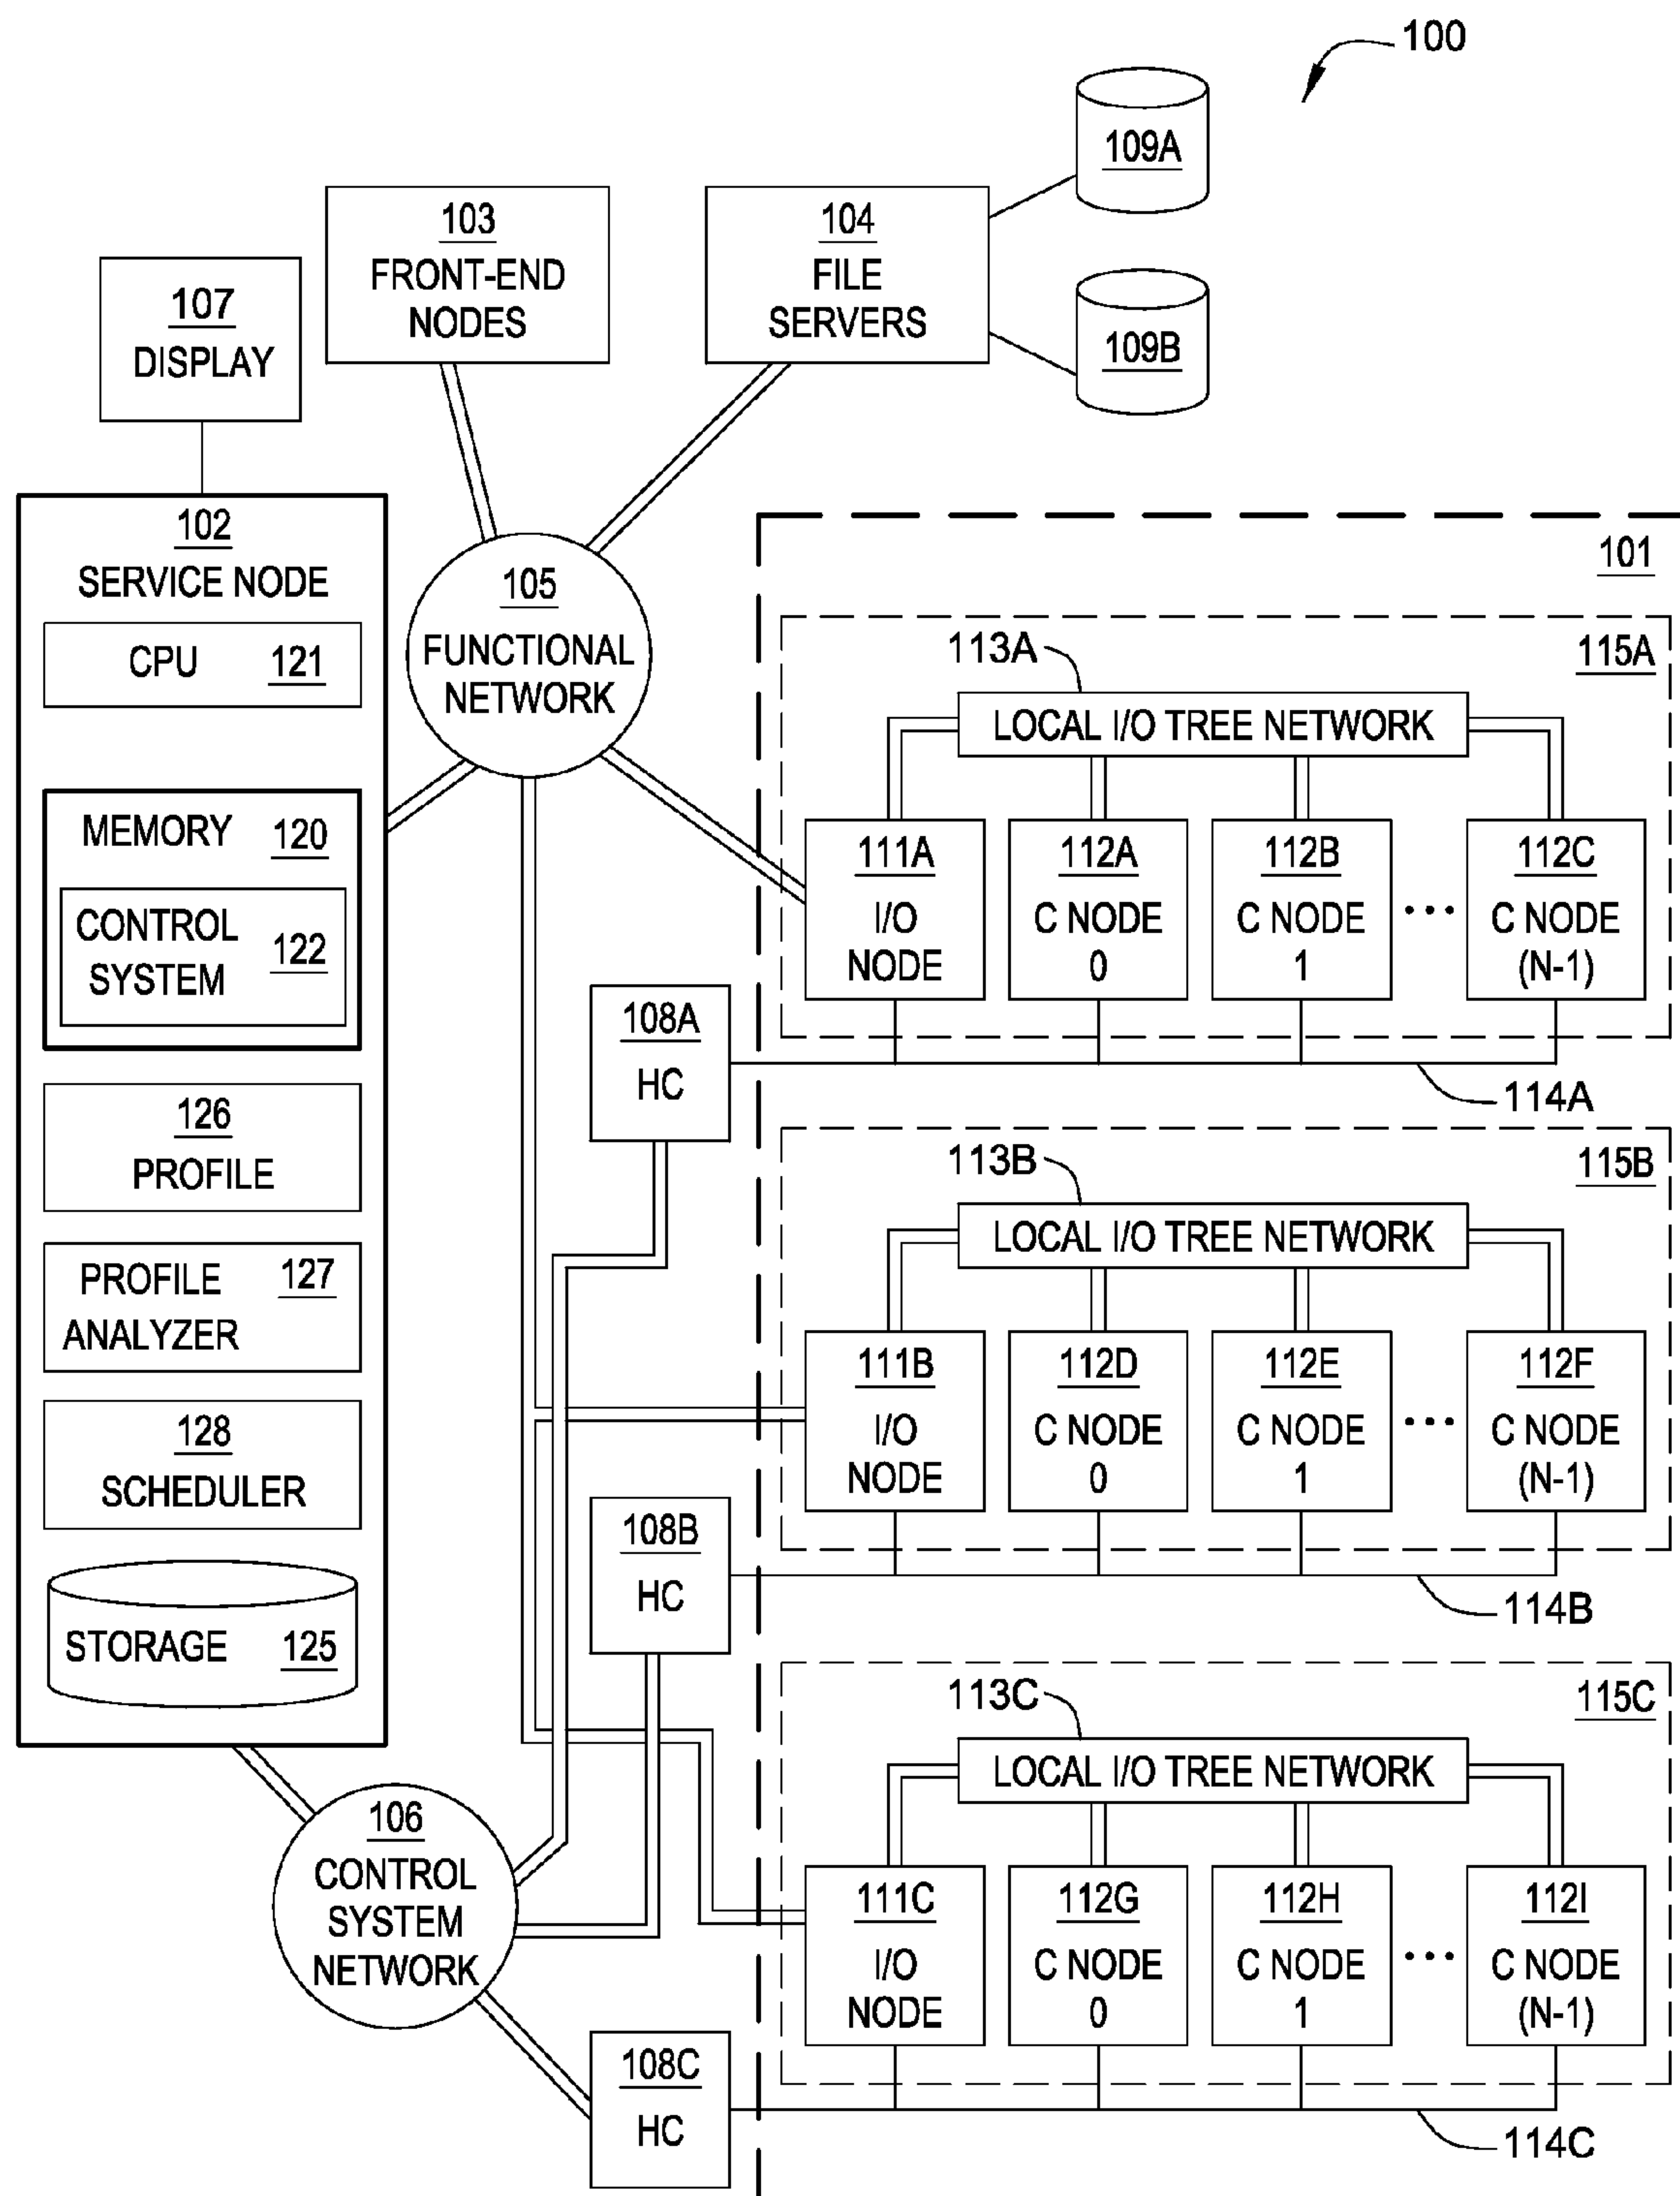 100
109A
109B
103
FRONT-END
NODES
104
FILE
SERVERS
107
DISPLAY
102
SERVICE NODE
CPU 121
MEMORY 120
CONTROL
SYSTEM
122
126
PROFILE
PROFILE
ANALYZER
127
128
SCHEDULER
STORAGE 125
105
FUNCTIONAL
NETWORK
106
CONTROL
SYSTEM
NETWORK
108A
HC
108B
HC
108C
HC
101
115A
113A
LOCAL I/O TREE NETWORK
111A
I/O
NODE
112A
C NODE
0
112B
C NODE
1
...
112C
C NODE
(N-1)
114A
115B
113B
LOCAL I/O TREE NETWORK
111B
I/O
NODE
112D
C NODE
0
112E
C NODE
1
...
112F
C NODE
(N-1)
114B
115C
113C
LOCAL I/O TREE NETWORK
111C
I/O
NODE
112G
C NODE
0
112H
C NODE
1
...
112I
C NODE
(N-1)
114C